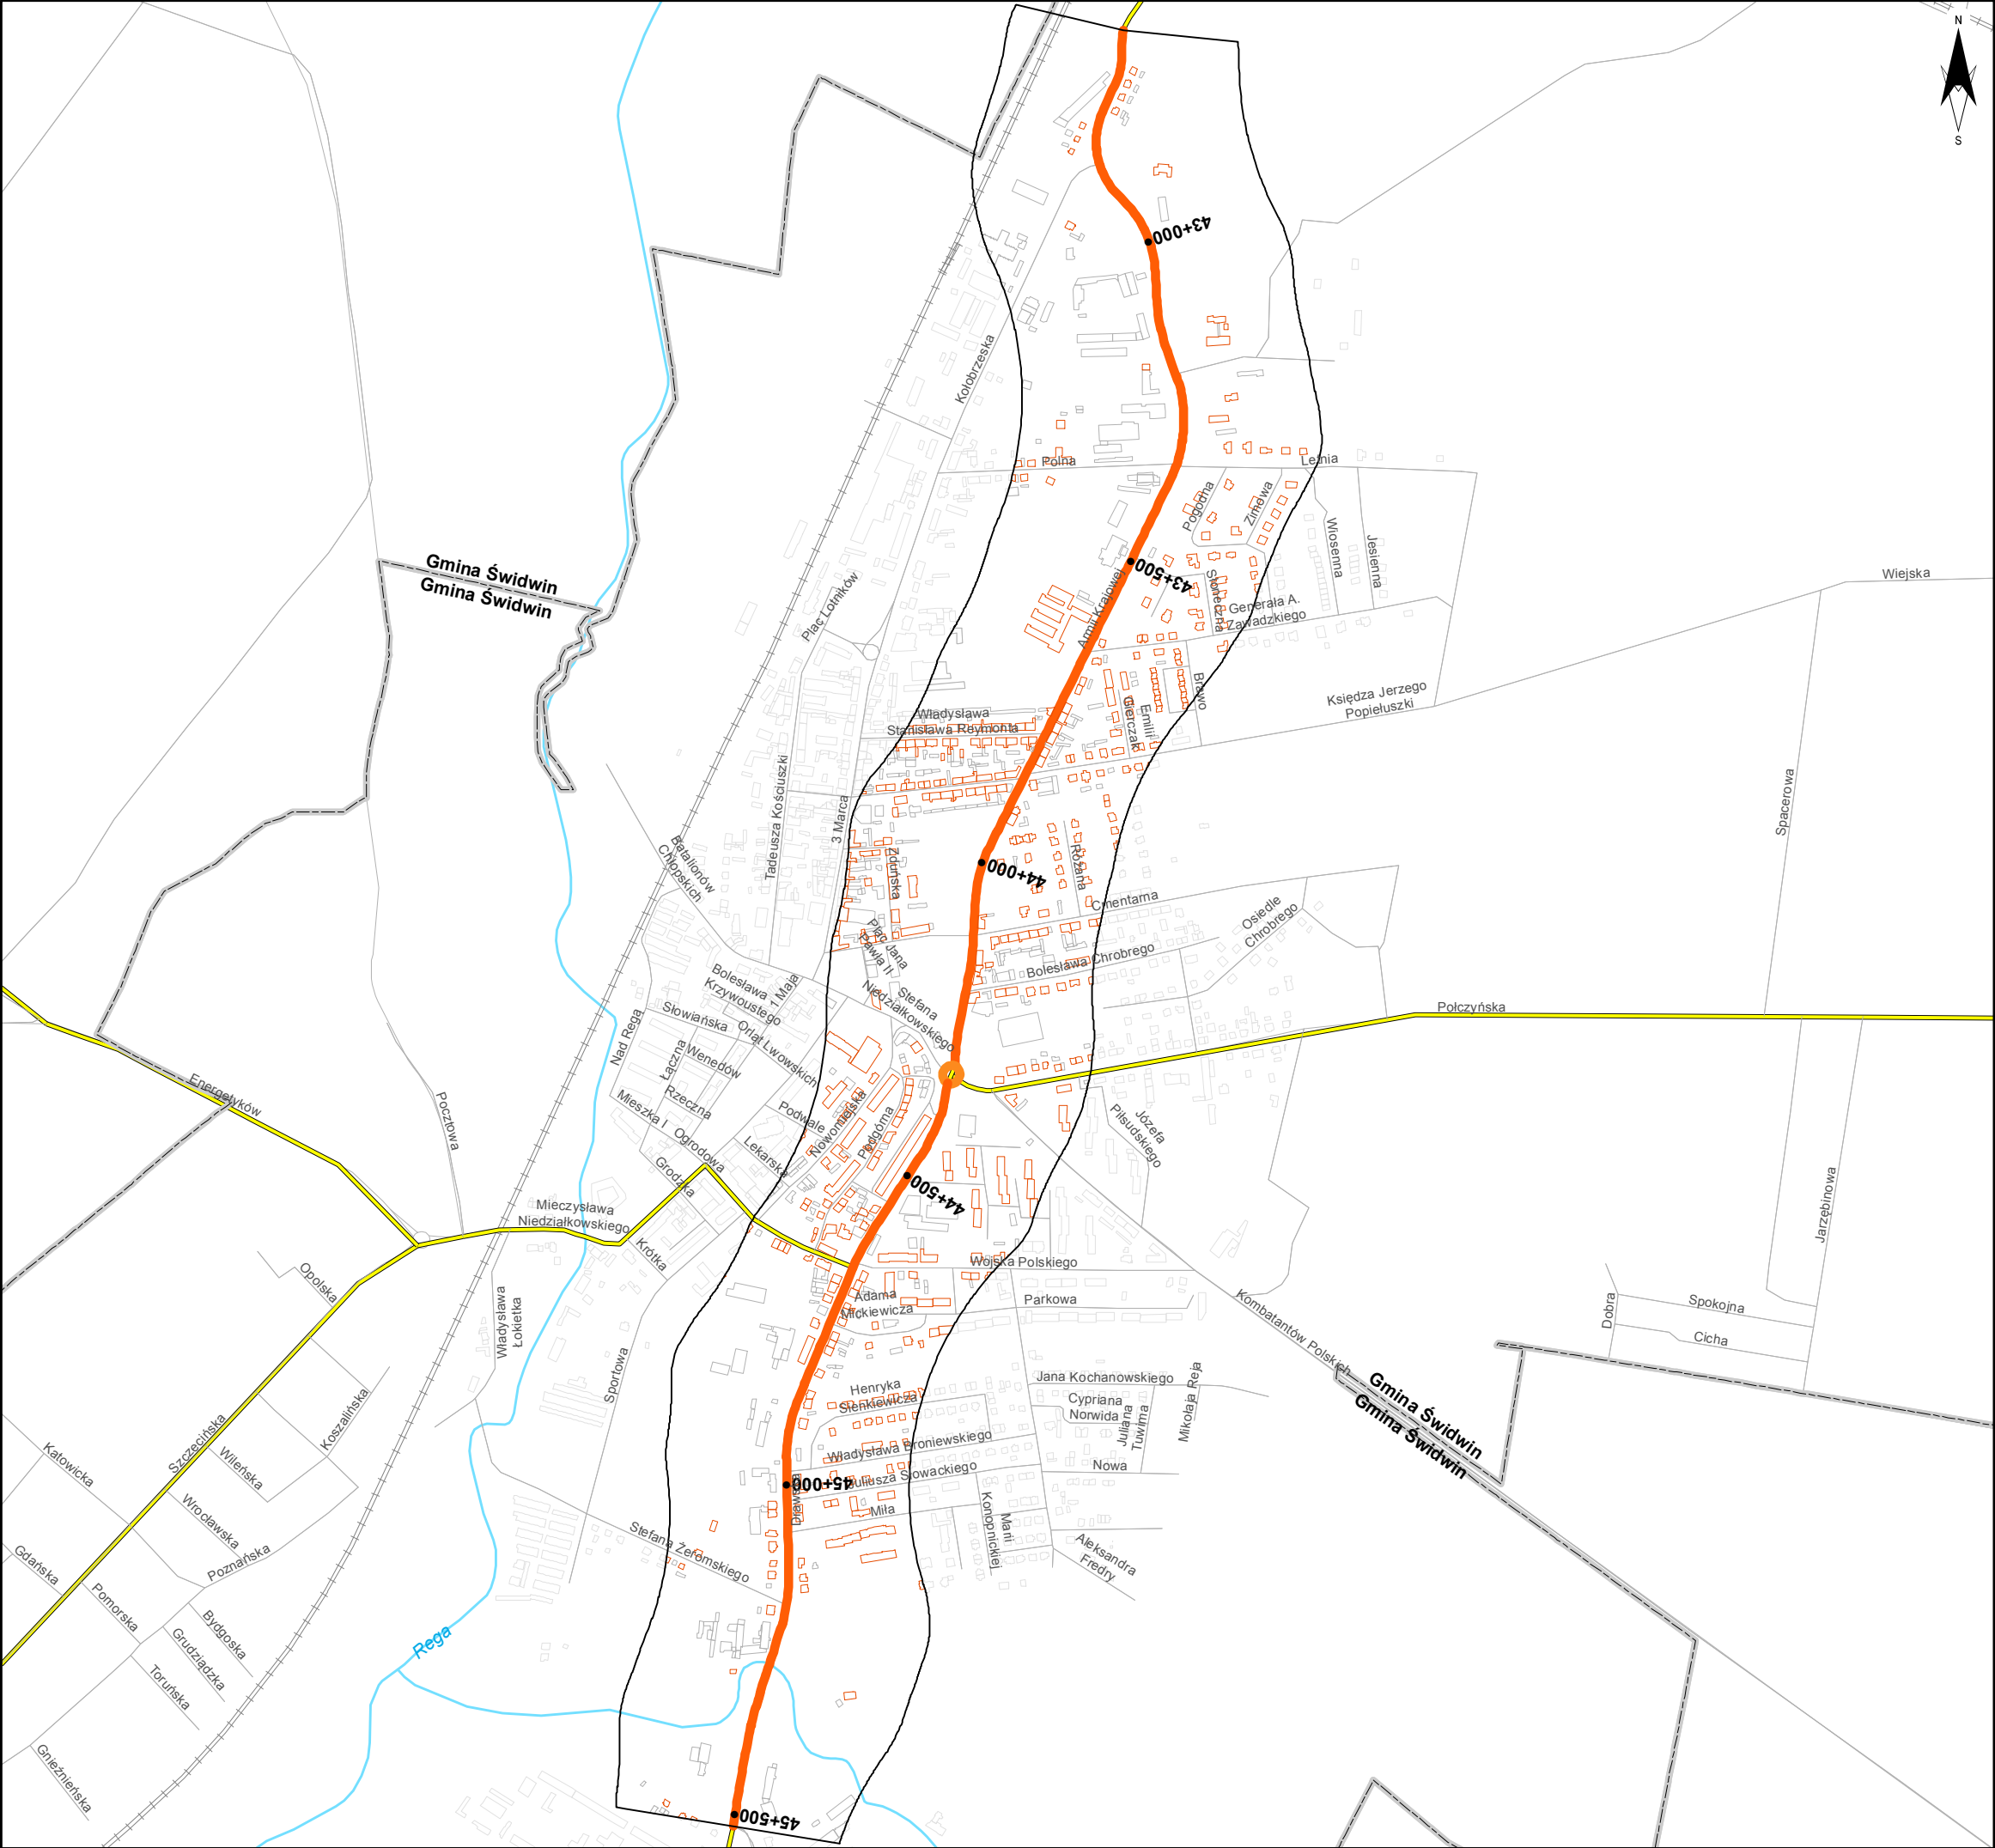 N
S
43+000
Kołobrzeska
Polna
Letnia
Pogodna
Zimowa
Wiosenna
Jesienna
Gmina Świdwin
Gmina Świdwin
43+500
Wiejska
Plac Lotników
Armii Krajowej
Słoneczna
Generała A.
Zawadzkiego
Brawo
Księdza Jerzego
Popiełuszki
Emilii
Gierczak
Władysława
Stanisława Reymonta
Tadeusza Kościuszki
3 Marca
Spacerowa
Batalionów
Chłopskich
Zduńska
44+000
Różana
Cmentarna
Osiedle
Chrobrego
Plac Jana
Pawła II
Bolesława Chrobrego
Bolesława
Krzywoustego
1 Maja
Stefana
Niedziałkowskiego
Połczyńska
Słowiańska
Orląt Lwowskich
Nad Regą
Łączna
Wenedów
Rzeczna
Mieszka I
Energetyków
Pocztowa
Podwale
Nowomiejska
Podgórna
Józefa
Piłsudskiego
Ogrodowa
Lekarska
Grodzka
44+500
Jarzębinowa
Mieczysława
Niedziałkowskiego
Krótka
Wojska Polskiego
Opolska
Władysława
Łokietka
Adama
Mickiewicza
Parkowa
Kombatantów Polskich
Dobra
Spokojna
Cicha
Sportowa
Gmina Świdwin
Gmina Świdwin
Henryka
Sienkiewicza
Jana Kochanowskiego
Cypriana
Norwida
Juliana
Tuwima
Mikołaja Reja
Koszalińska
Szczecińska
Katowicka
Wileńska
Władysława Broniewskiego
Nowa
45+000
Juliusza Słowackiego
Drawska
Miła
Marii
Konopnickiej
Wrocławska
Stefana Żeromskiego
Aleksandra
Fredry
Gdańska
Poznańska
Pomorska
Bydgoska
Grudziądzka
Toruńska
Rega
Gnieźnieńska
45+500